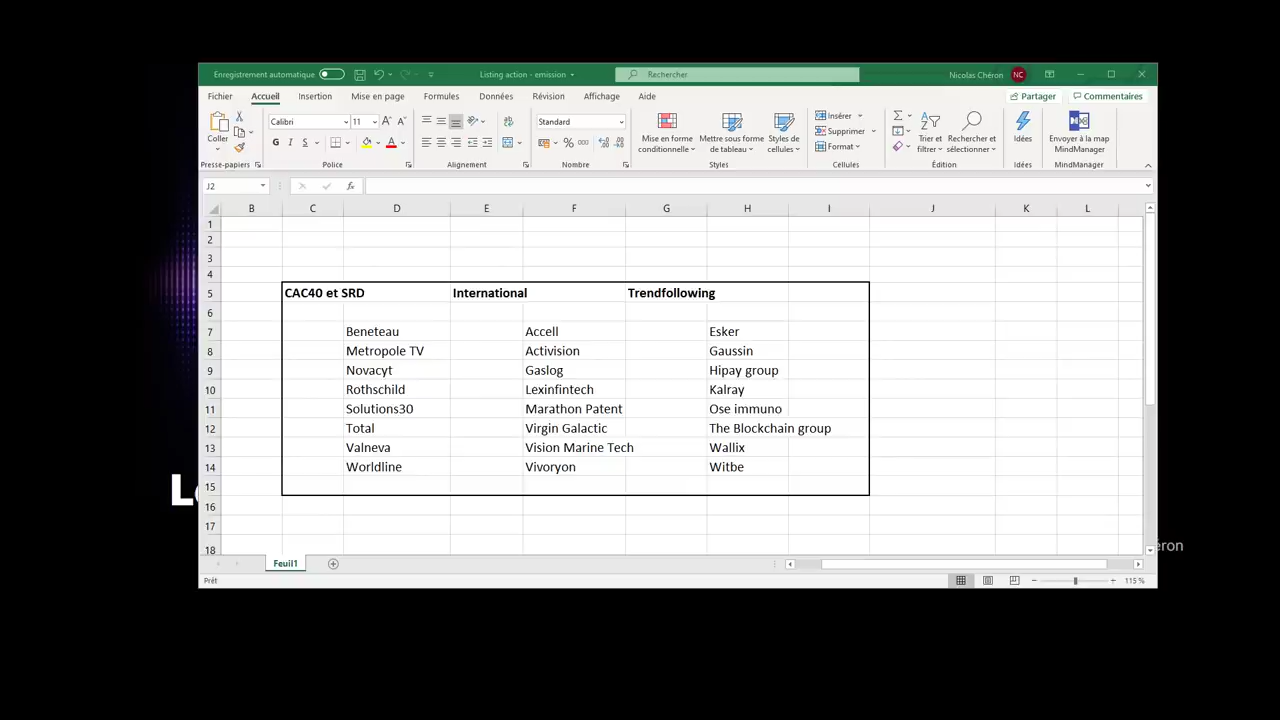 Enregistrement automatique
Listing action - emission
Rechercher
Nicolas Chéron
NC
Fichier Accueil Insertion Mise en page Formules Données Révision Affichage Aide
Partager Commentaires
Coller
Calibri 11
G I S
Standard
%
Mise en forme conditionnelle
Mettre sous forme de tableau
Styles de cellules
Insérer
Supprimer
Format
Trier et filtrer
Rechercher et sélectionner
Idées
Envoyer à la map MindManager
Presse-papiers Police Alignement Nombre Styles Cellules Édition Idées MindManager
J2
fx
B C D E F G H I J K L
1
2
3
4
5 CAC40 et SRD International Trendfollowing
6
7 Beneteau Accell Esker
8 Metropole TV Activision Gaussin
9 Novacyt Gaslog Hipay group
10 Rothschild Lexinfintech Kalray
11 Solutions30 Marathon Patent Ose immuno
12 Total Virgin Galactic The Blockchain group
13 Valneva Vision Marine Tech Wallix
14 Worldline Vivoryon Witbe
15
16
17
18
Feuil1
Prêt
115 %
éron